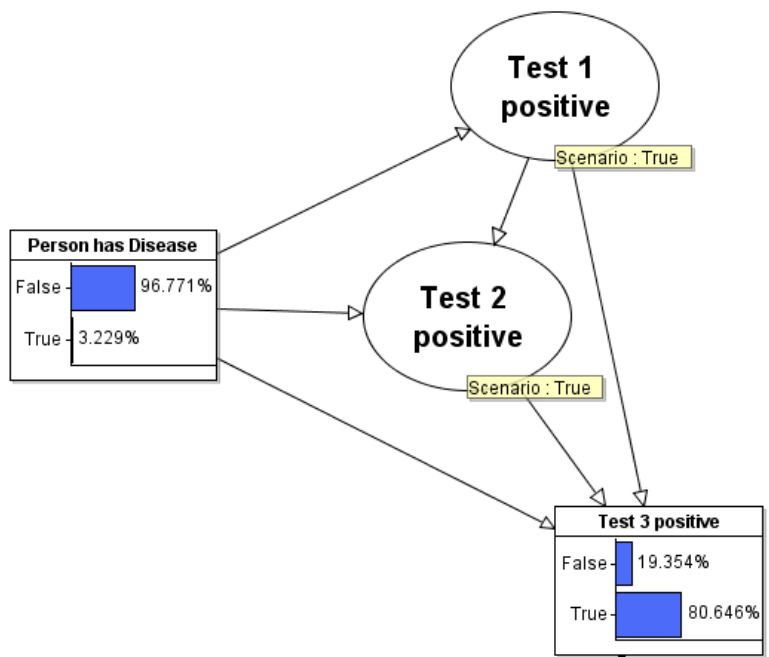 Test 1
positive
Scenario : True
Person has Disease
False
96.771%
True
3.229%
Test 2
positive
Scenario : True
Test 3 positive
False
19.354%
True
80.646%